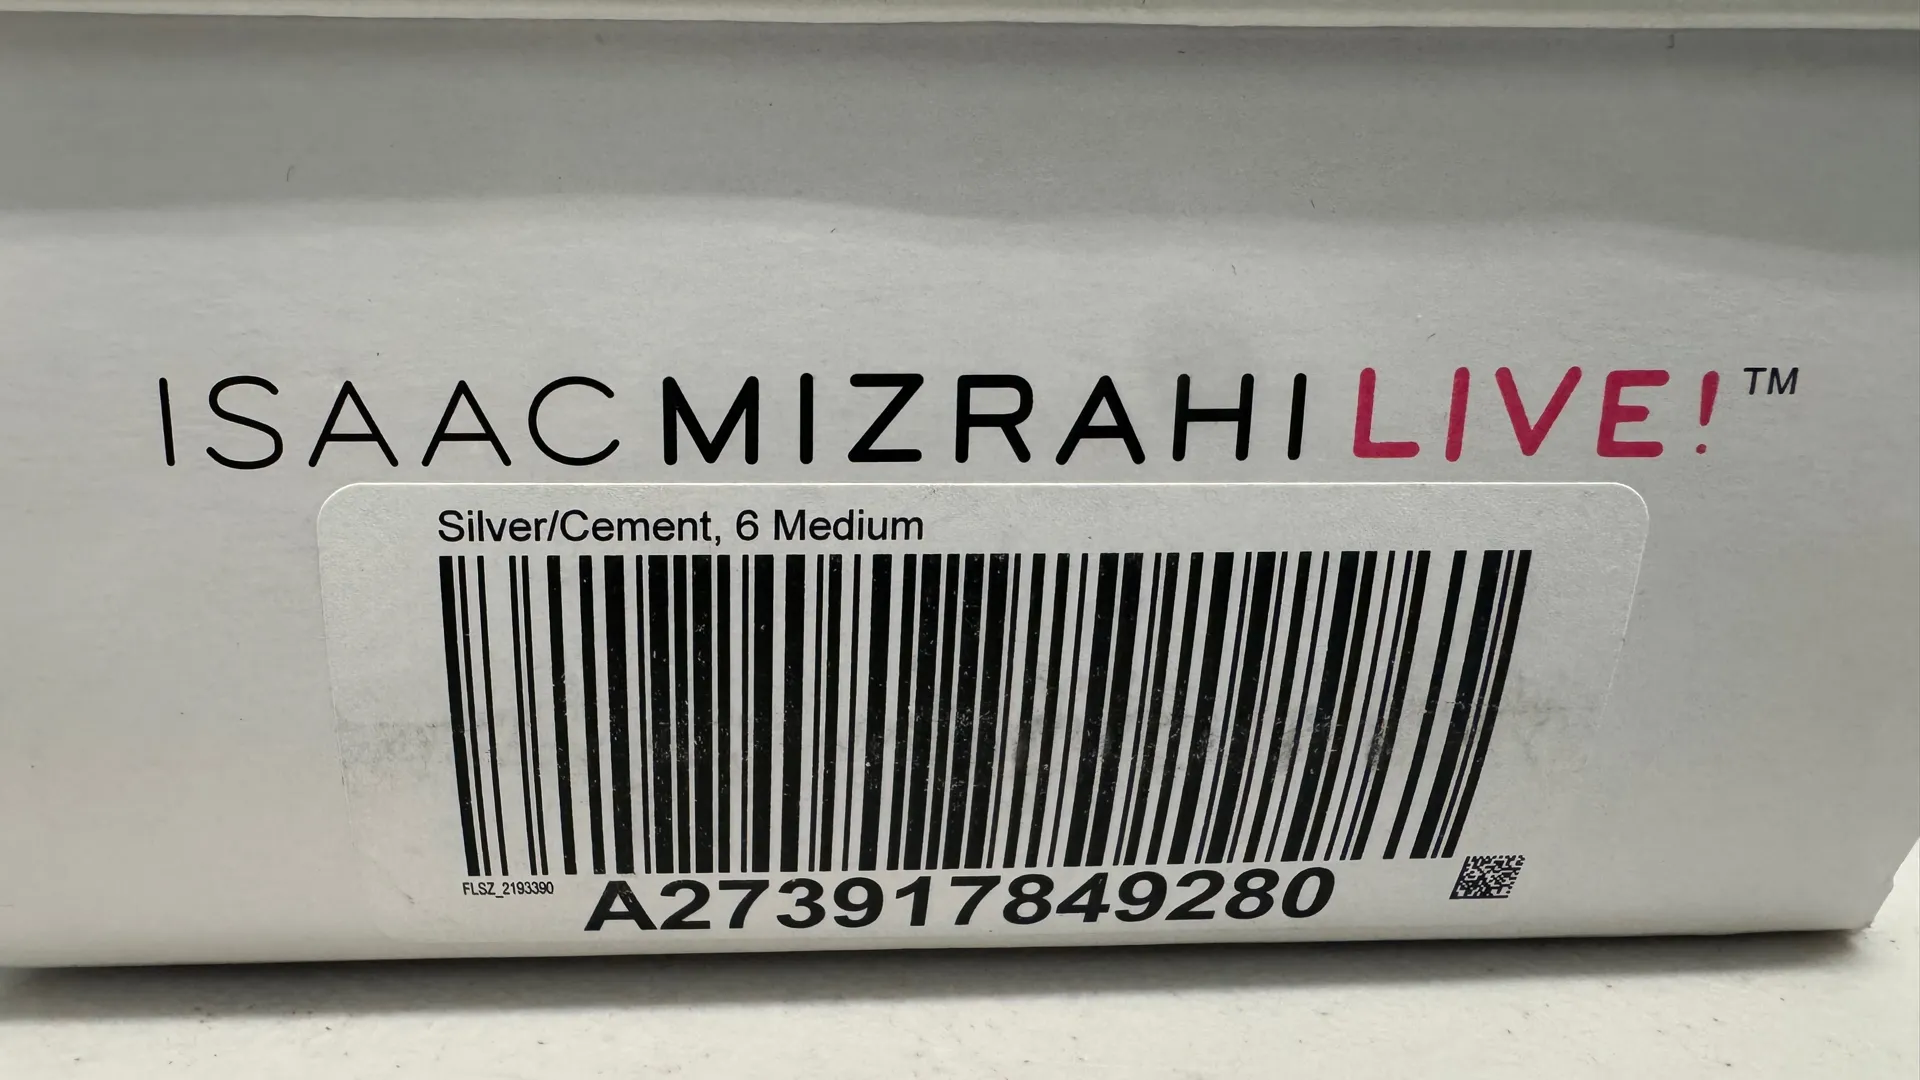 ISAACMIZRAHILIVE!™
Silver/Cement, 6 Medium
FLSZ_2193390
A273917849280